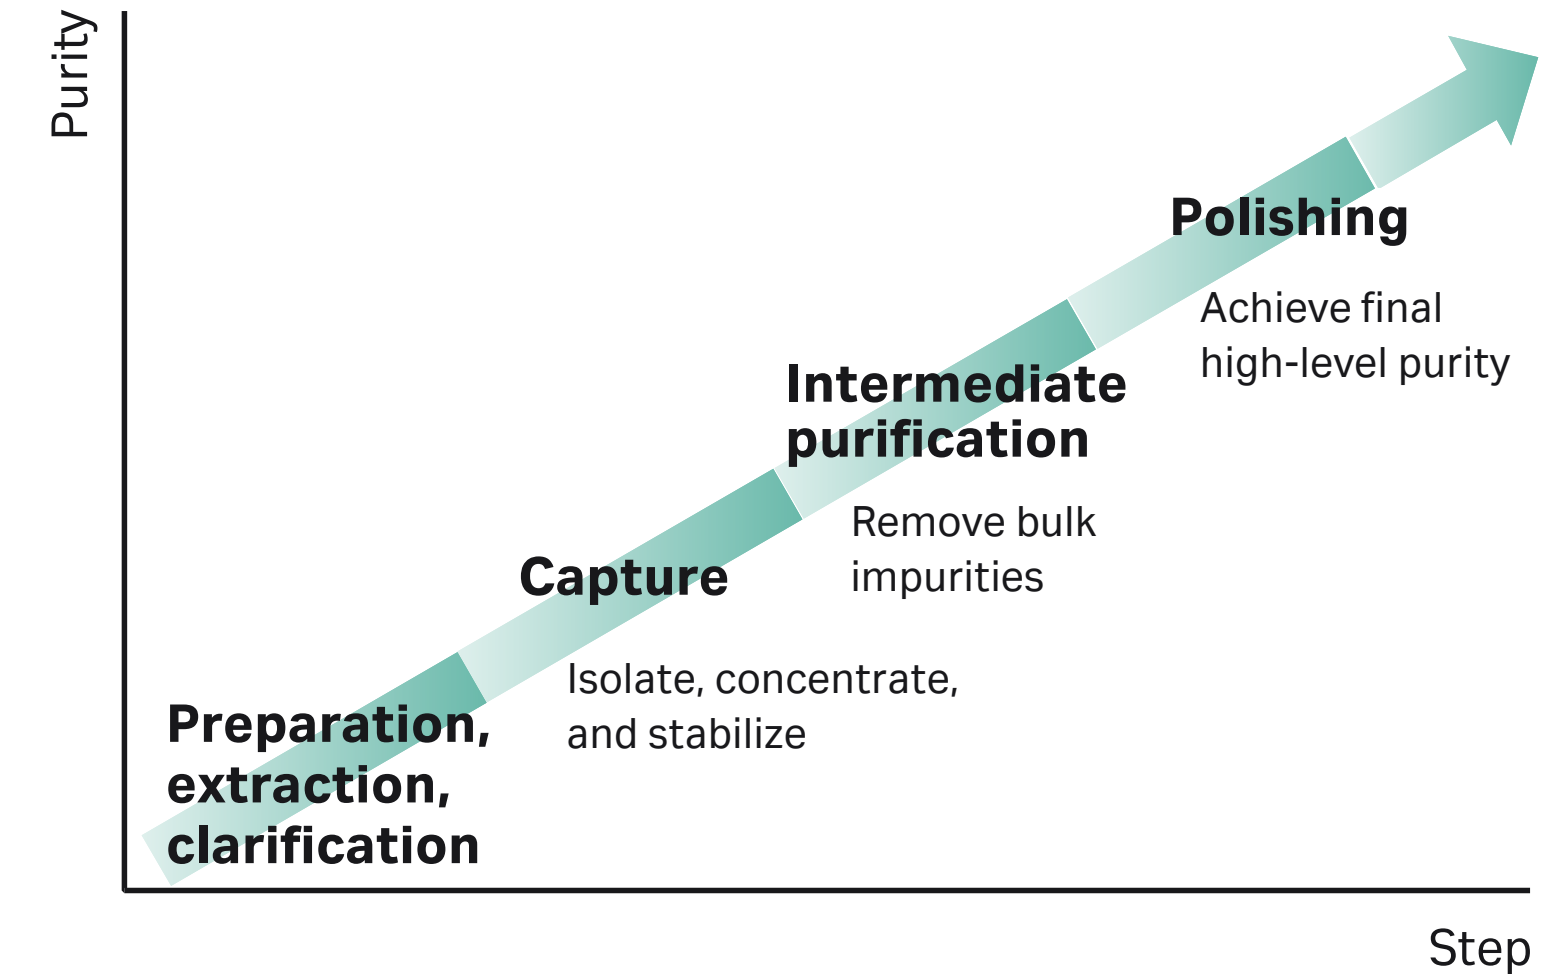 Purity
Polishing
Achieve final
high-level purity
Intermediate
purification
Remove bulk
impurities
Capture
Isolate, concentrate,
and stabilize
Preparation,
extraction,
clarification
Step